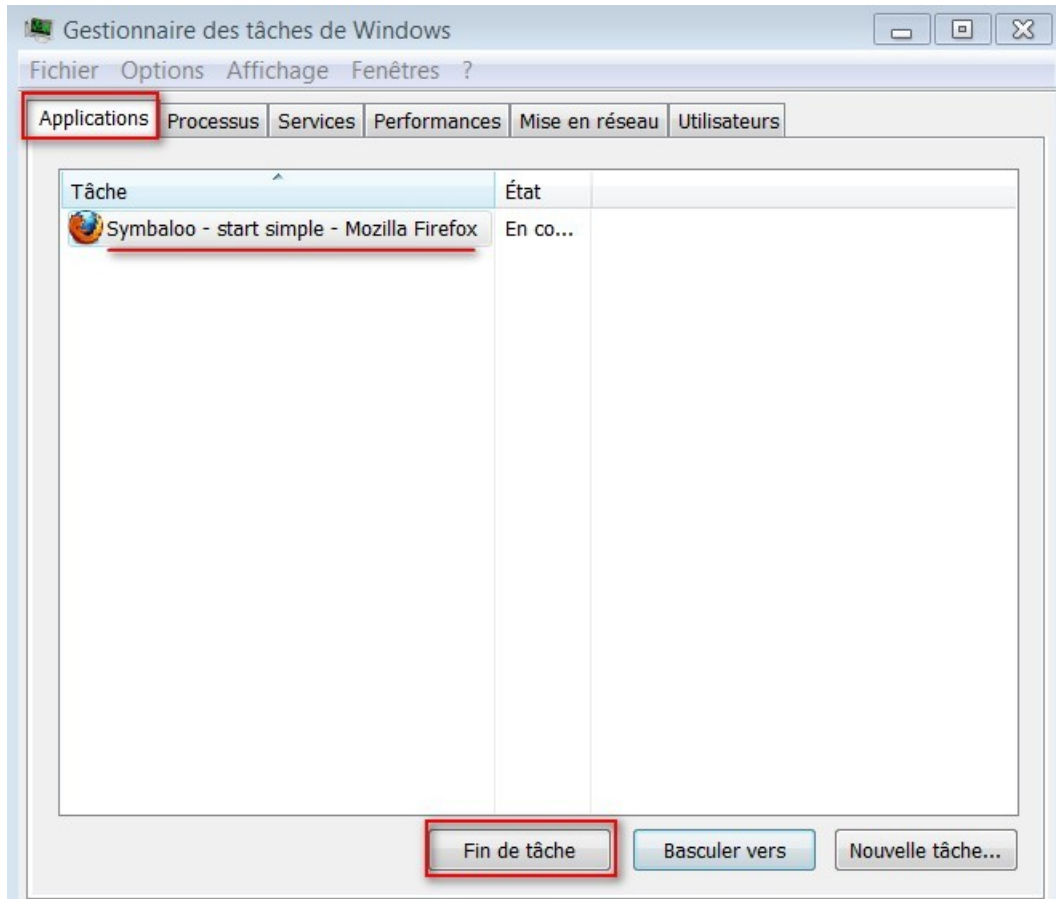 Gestionnaire des tâches de Windows
Fichier Options Affichage Fenêtres ?
Applications Processus Services Performances Mise en réseau Utilisateurs
Tâche État
Symbaloo - start simple - Mozilla Firefox En co...
Fin de tâche Basculer vers Nouvelle tâche...